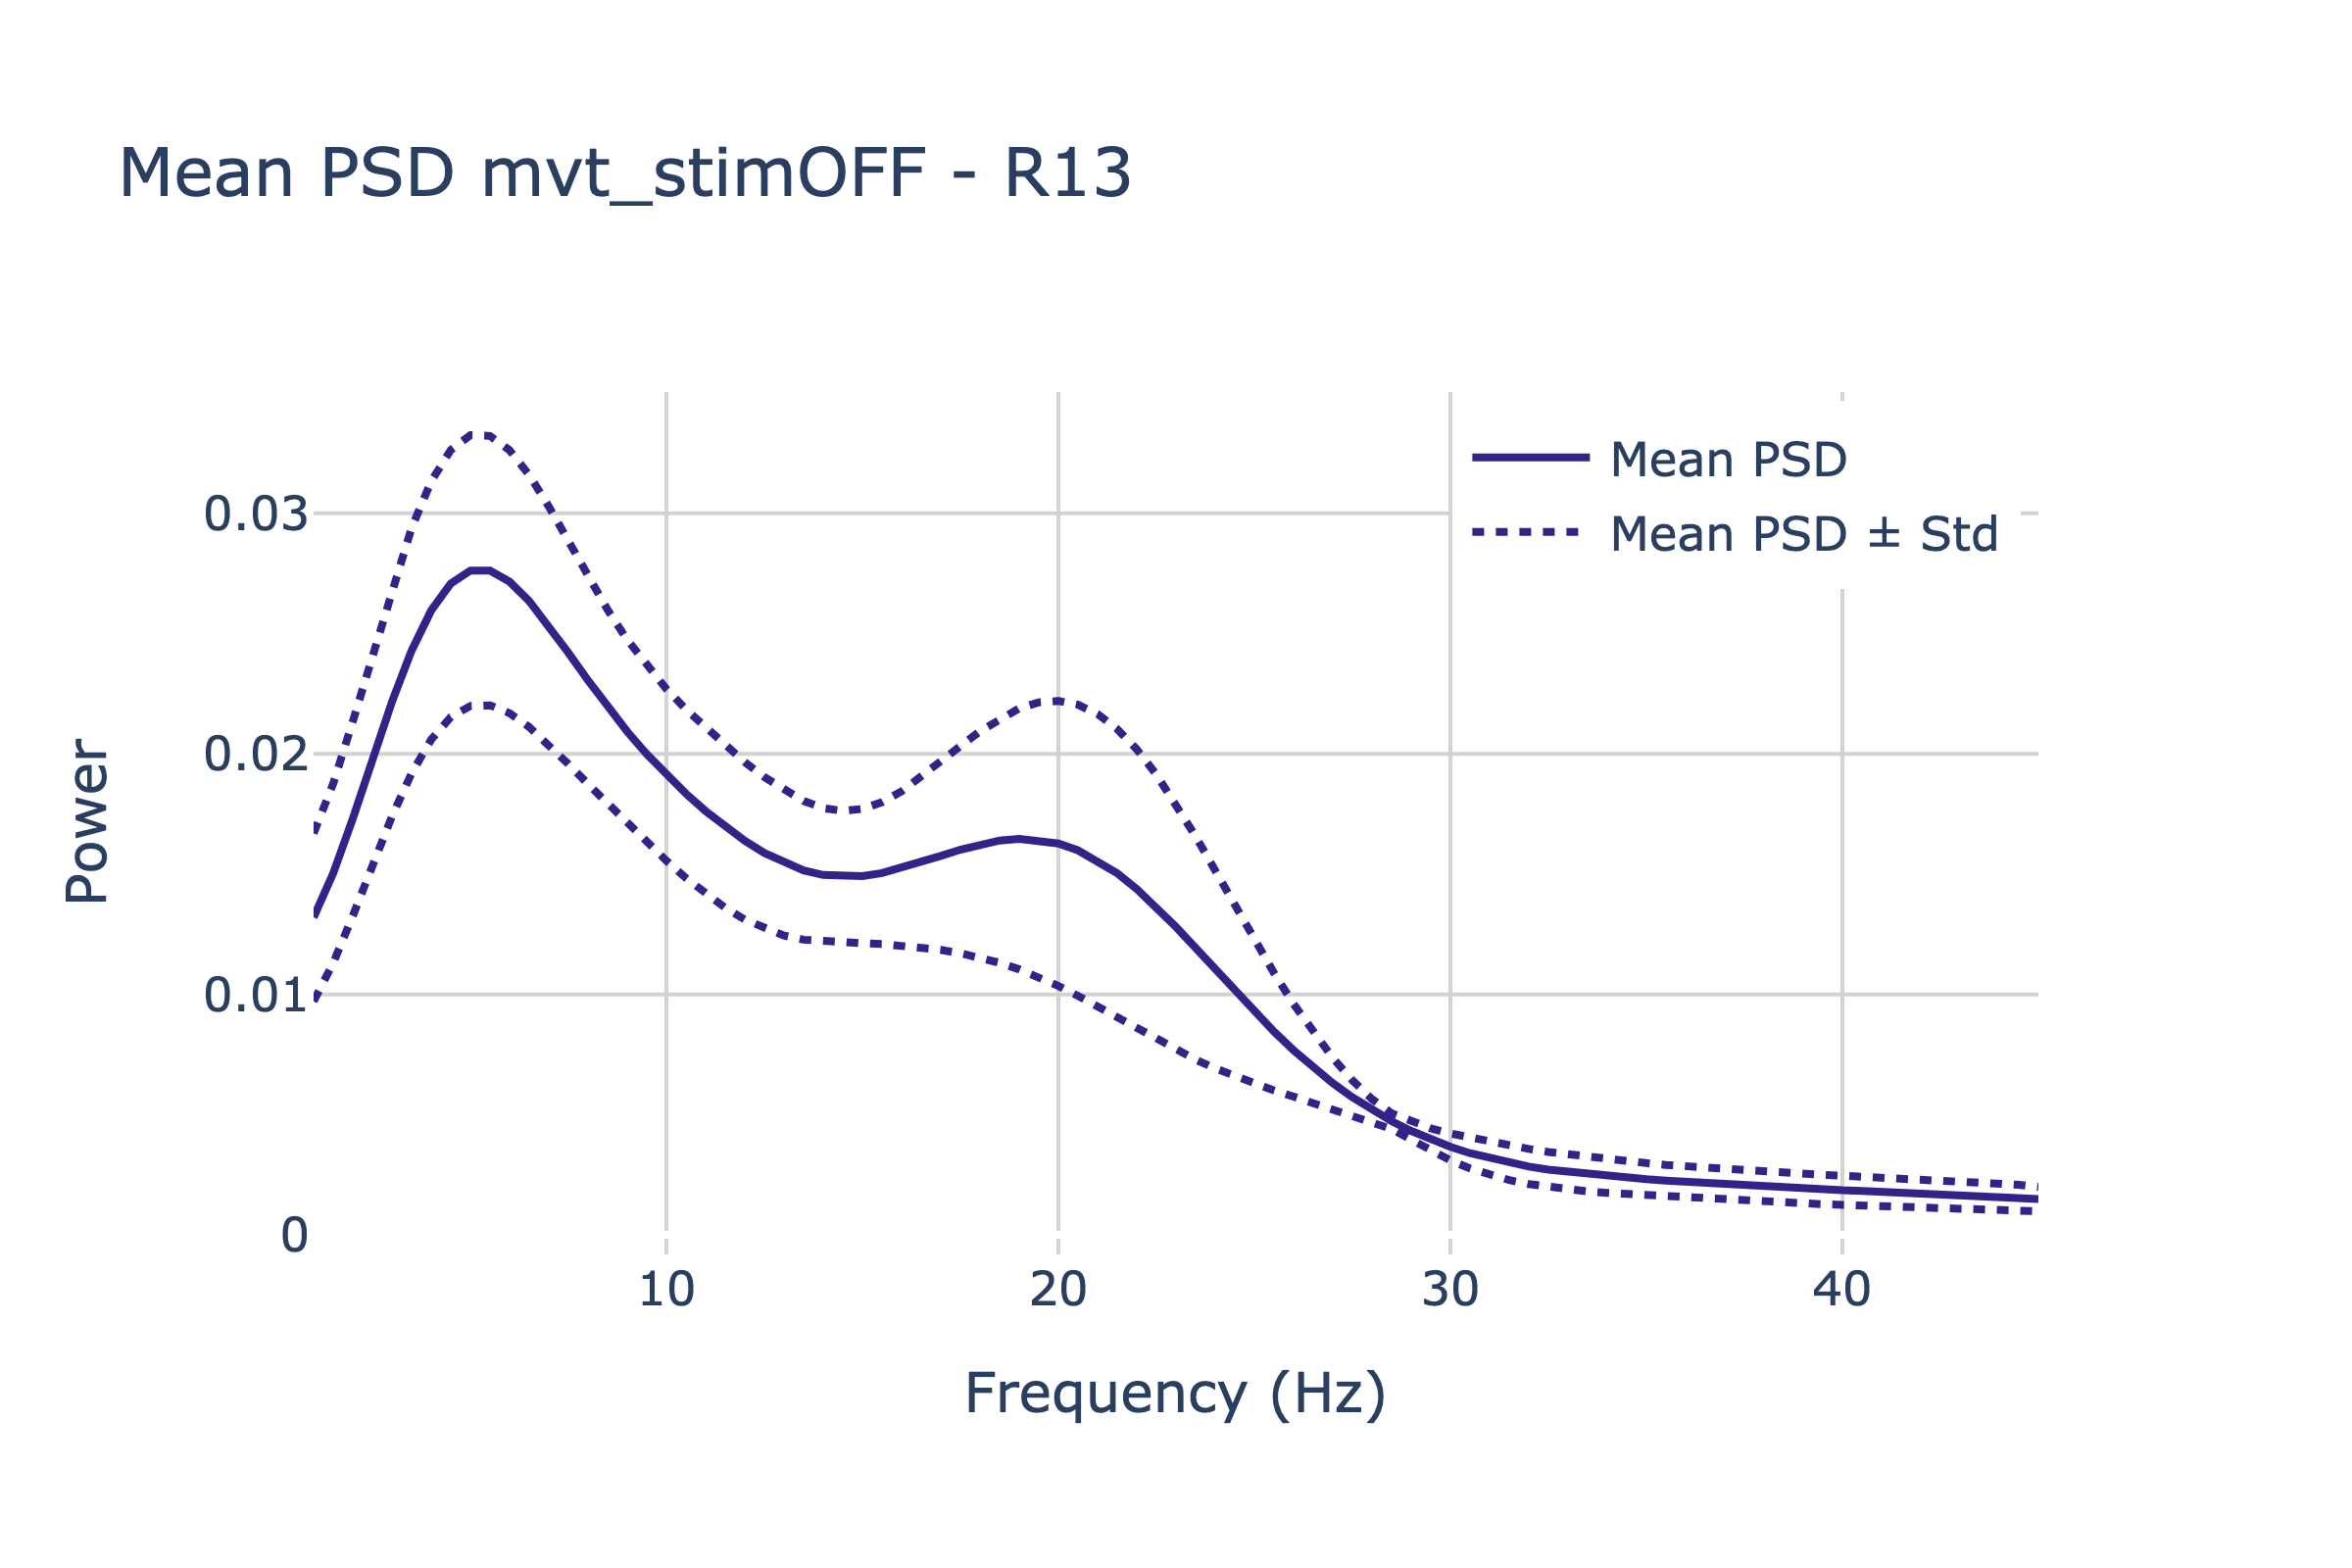 Mean PSD mvt_stimOFF - R13
Mean PSD
Mean PSD ± Std
0.03
0.02
0.01
0
Power
10
20
30
40
Frequency (Hz)